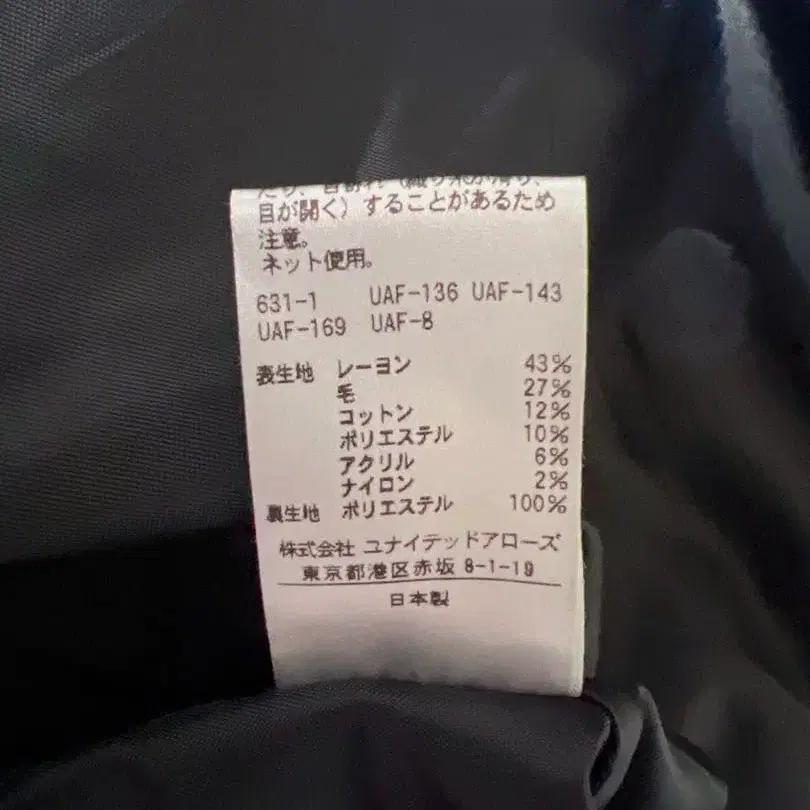 目が開く）することがあるため
注意。
ネット使用。
631-1 UAF-136 UAF-143
UAF-169 UAF-8
表生地 レーヨン 43%
毛 27%
コットン 12%
ポリエステル 10%
アクリル 6%
ナイロン 2%
裏生地 ポリエステル 100%
株式会社 ユナイテッドアローズ
東京都港区赤坂 8-1-19
日本製